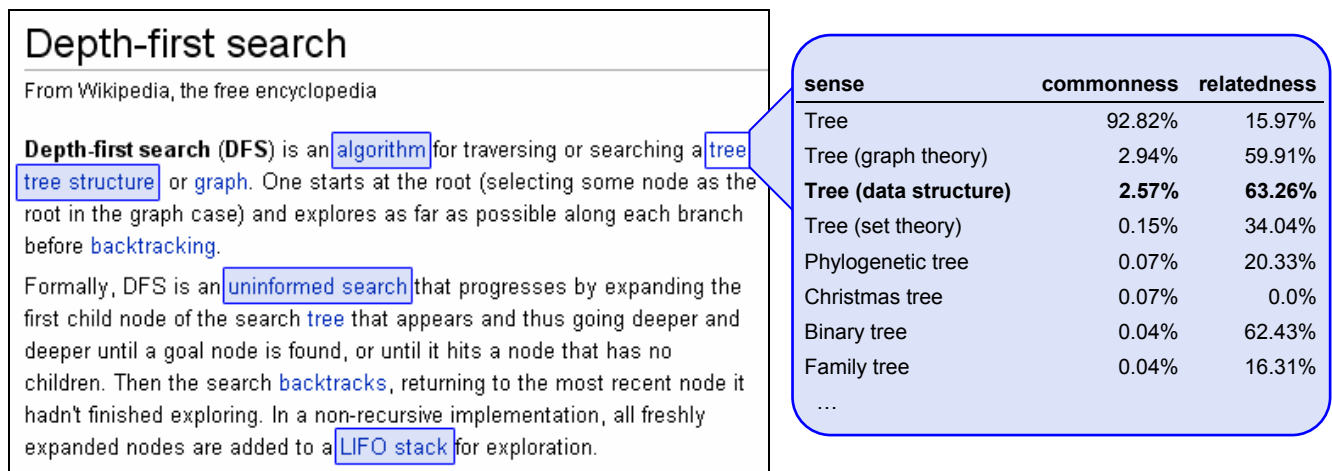 Depth-first search
From Wikipedia, the free encyclopedia
Depth-first search (DFS) is an algorithm for traversing or searching a tree
tree structure or graph. One starts at the root (selecting some node as the
root in the graph case) and explores as far as possible along each branch
before backtracking.
Formally, DFS is an uninformed search that progresses by expanding the
first child node of the search tree that appears and thus going deeper and
deeper until a goal node is found, or until it hits a node that has no
children. Then the search backtracks, returning to the most recent node it
hadn't finished exploring. In a non-recursive implementation, all freshly
expanded nodes are added to a LIFO stack for exploration.
sense commonness relatedness
Tree 92.82% 15.97%
Tree (graph theory) 2.94% 59.91%
Tree (data structure) 2.57% 63.26%
Tree (set theory) 0.15% 34.04%
Phylogenetic tree 0.07% 20.33%
Christmas tree 0.07% 0.0%
Binary tree 0.04% 62.43%
Family tree 0.04% 16.31%
…